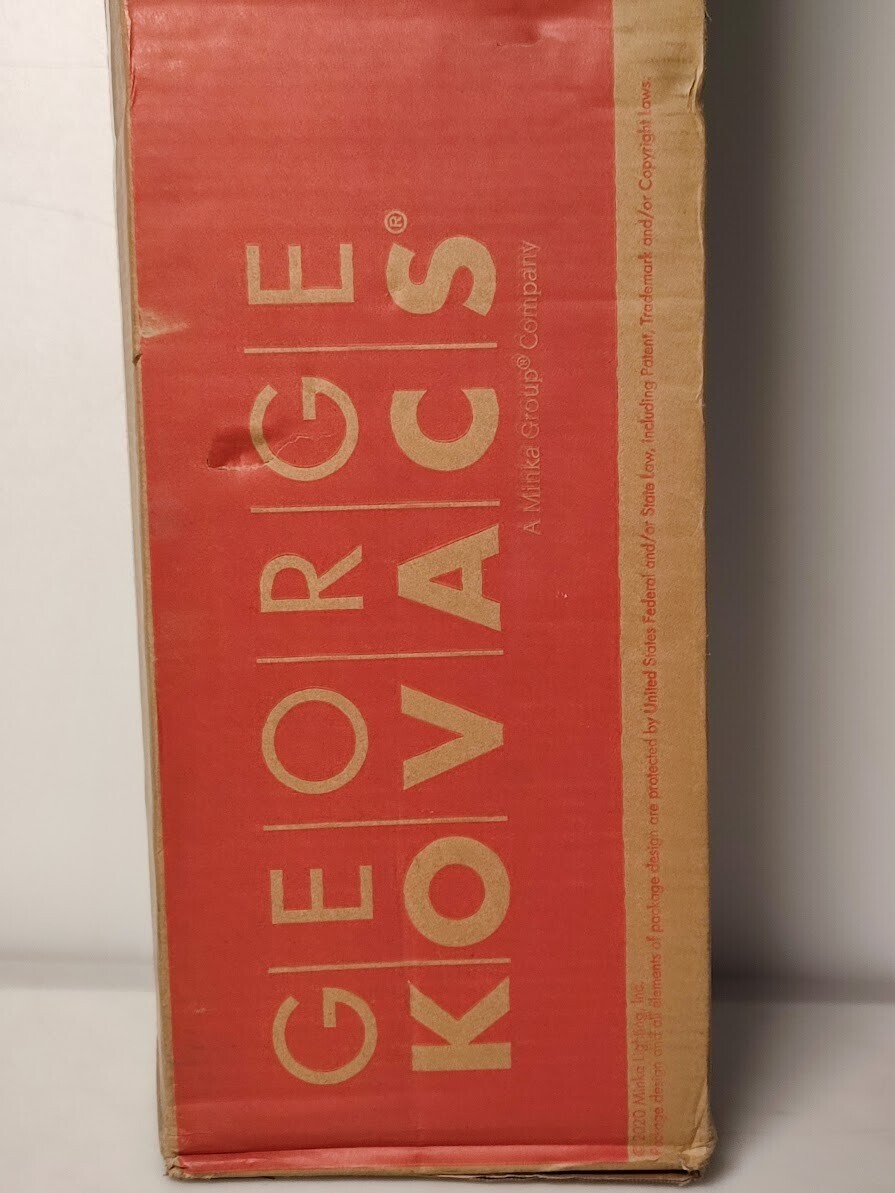 GEORGE
KOVACS®
A Minka Group® Company
© 2020 Minka Lighting, Inc.
Package design and all elements of package design are protected by United States Federal and/or State Law, including Patent, Trademark and/or Copyright Laws.